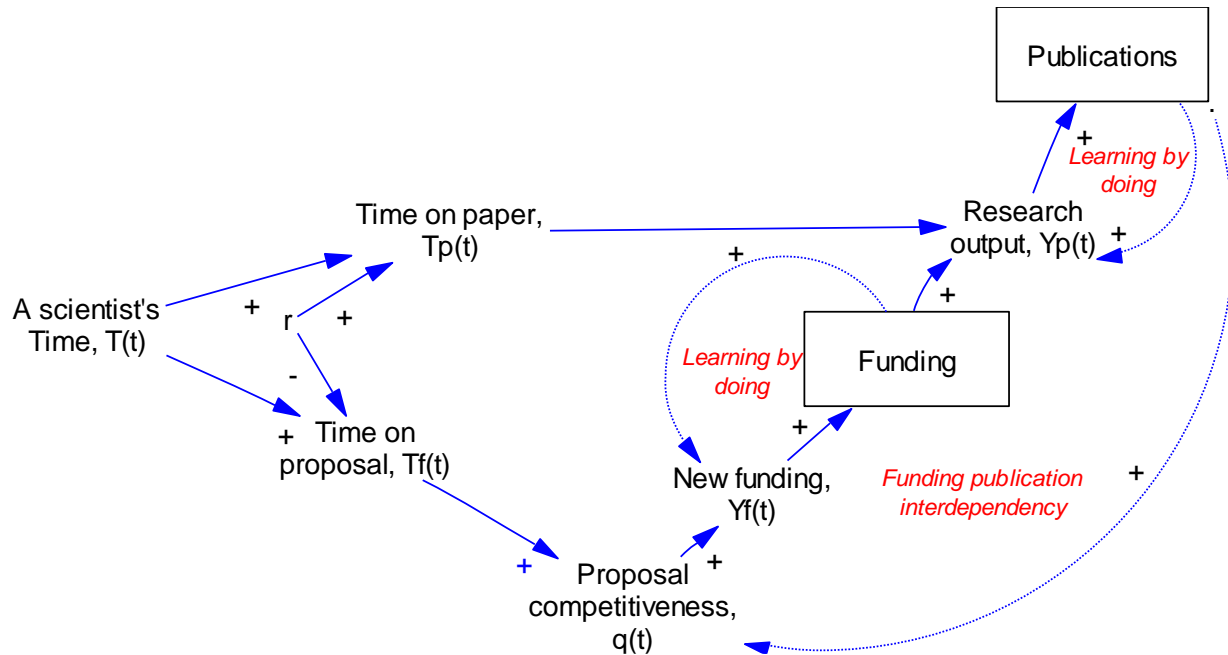 Publications
+
Learning by
doing
Research
output, Yp(t)
+
Time on paper,
Tp(t)
+
+
A scientist's
Time, T(t)
+
r
+
Learning by
doing
Funding
-
+
Time on
proposal, Tf(t)
+
New funding,
Yf(t)
Funding publication
interdependency
+
+
+
Proposal
competitiveness,
q(t)